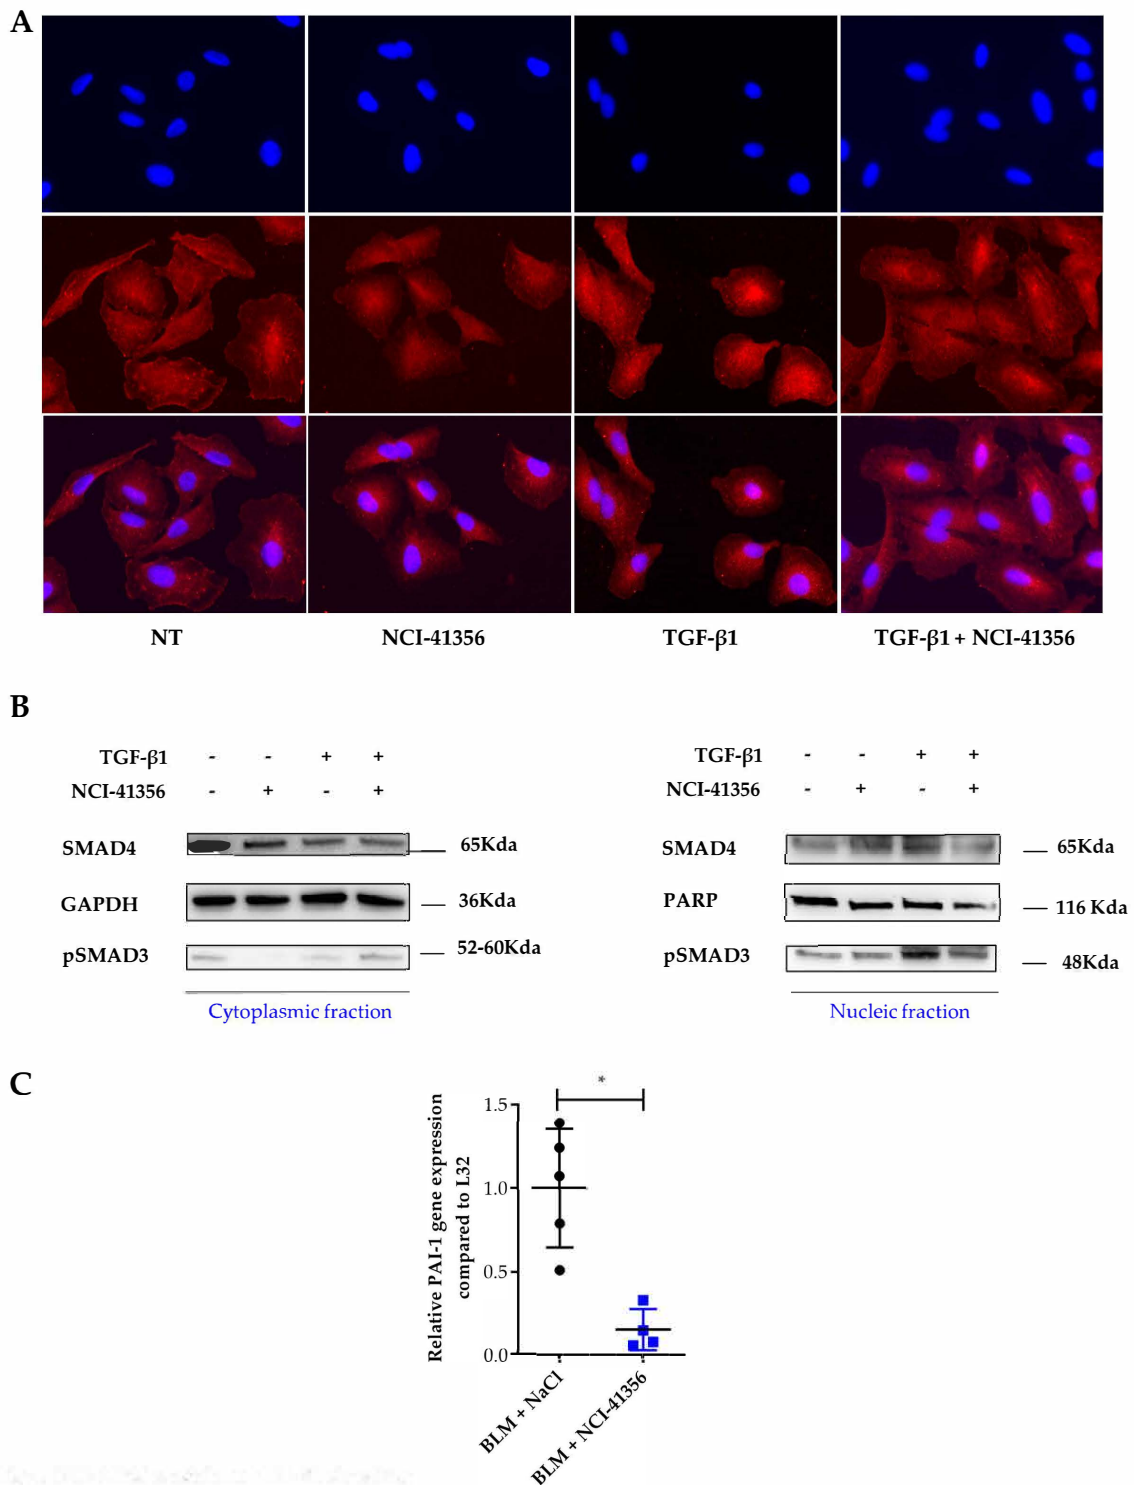 A
NT NCI-41356 TGF-β1 TGF-β1 + NCI-41356
B
TGF-β1 - - + +
NCI-41356 - + - +
SMAD4 65Kda
GAPDH 36Kda
pSMAD3 52-60Kda
Cytoplasmic fraction
TGF-β1 - - + +
NCI-41356 - + - +
SMAD4 65Kda
PARP 116 Kda
pSMAD3 48Kda
Nucleic fraction
C
*
Relative PAI-1 gene expression
compared to L32
1.5
1.0
0.5
0.0
BLM + NaCl
BLM + NCI-41356